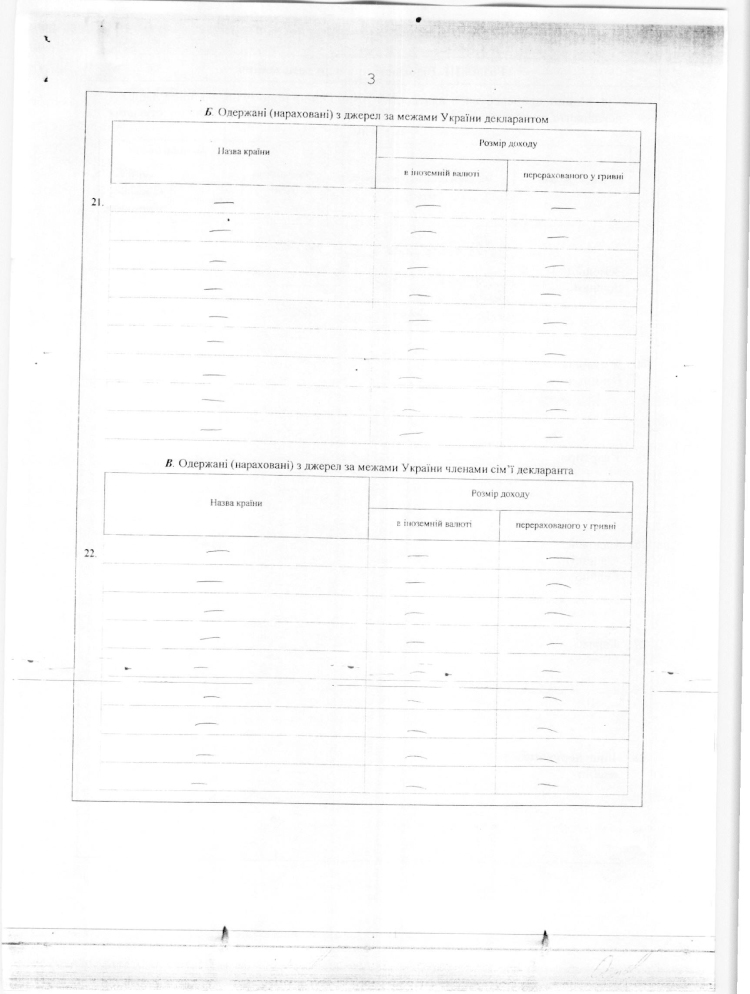 3
Б. Одержані (нараховані) з джерел за межами України декларантом
Назва країни
Розмір доходу
в іноземній валюті
перерахованого у гривні
21. — — —
— — —
— — —
— — —
— — —
— — —
— — —
— — —
— — —
В. Одержані (нараховані) з джерел за межами України членами сім'ї декларанта
Назва країни
Розмір доходу
в іноземній валюті
перерахованого у гривні
22. — — —
— — —
— — —
— — —
— — —
— — —
— — —
— — —
— — —